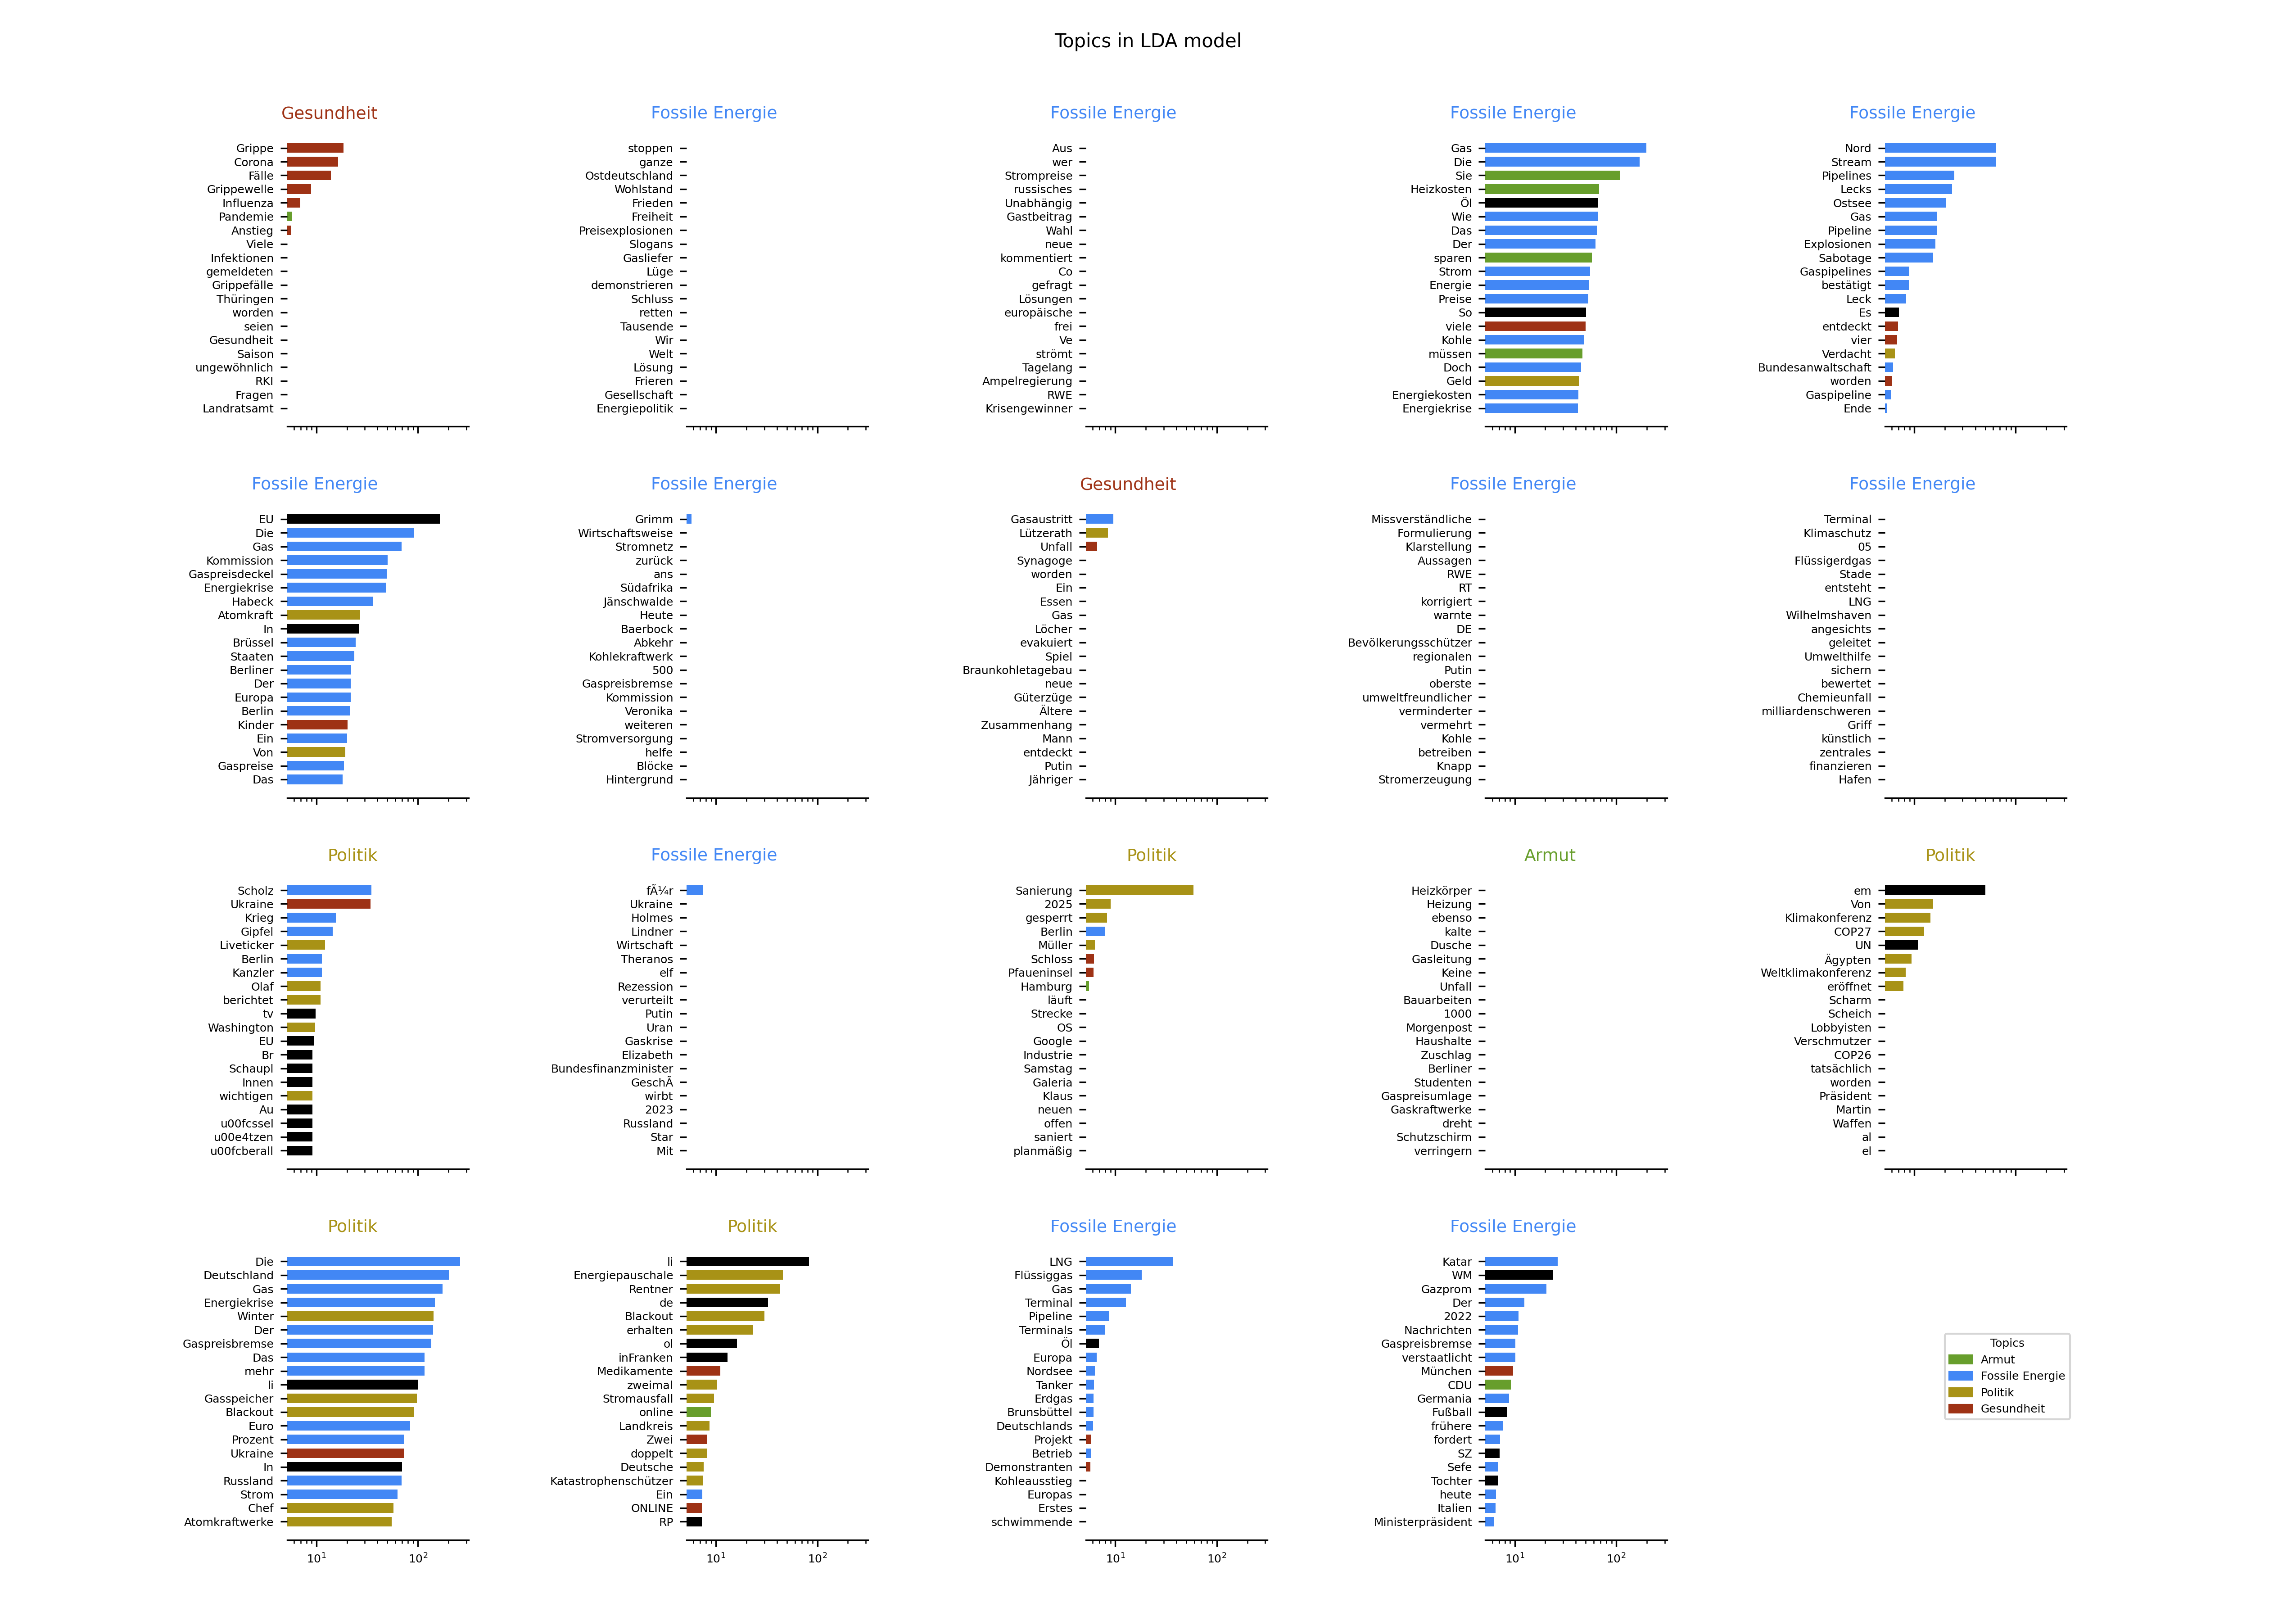 Topics in LDA model
Gesundheit
Grippe
Corona
Fälle
Grippewelle
Influenza
Pandemie
Anstieg
Viele
Infektionen
gemeldeten
Grippefälle
Thüringen
worden
seien
Gesundheit
Saison
ungewöhnlich
RKI
Fragen
Landratsamt
Fossile Energie
stoppen
ganze
Ostdeutschland
Wohlstand
Frieden
Freiheit
Preisexplosionen
Slogans
Gasliefer
Lüge
demonstrieren
Schluss
retten
Tausende
Wir
Welt
Lösung
Frieren
Gesellschaft
Energiepolitik
Fossile Energie
Aus
wer
Strompreise
russisches
Unabhängig
Gastbeitrag
Wahl
neue
kommentiert
Co
gefragt
Lösungen
europäische
frei
Ve
strömt
Tagelang
Ampelregierung
RWE
Krisengewinner
Fossile Energie
Gas
Die
Sie
Heizkosten
Öl
Wie
Das
Der
sparen
Strom
Energie
Preise
So
viele
Kohle
müssen
Doch
Geld
Energiekosten
Energiekrise
Fossile Energie
Nord
Stream
Pipelines
Lecks
Ostsee
Gas
Pipeline
Explosionen
Sabotage
Gaspipelines
bestätigt
Leck
Es
entdeckt
vier
Verdacht
Bundesanwaltschaft
worden
Gaspipeline
Ende
Fossile Energie
EU
Die
Gas
Kommission
Gaspreisdeckel
Energiekrise
Habeck
Atomkraft
In
Brüssel
Staaten
Berliner
Der
Europa
Berlin
Kinder
Ein
Von
Gaspreise
Das
Fossile Energie
Grimm
Wirtschaftsweise
Stromnetz
zurück
ans
Südafrika
Jänschwalde
Heute
Baerbock
Abkehr
Kohlekraftwerk
500
Gaspreisbremse
Kommission
Veronika
weiteren
Stromversorgung
helfe
Blöcke
Hintergrund
Gesundheit
Gasaustritt
Lützerath
Unfall
Synagoge
worden
Ein
Essen
Gas
Löcher
evakuiert
Spiel
Braunkohletagebau
neue
Güterzüge
Ältere
Zusammenhang
Mann
entdeckt
Putin
Jähriger
Fossile Energie
Missverständliche
Formulierung
Klarstellung
Aussagen
RWE
RT
korrigiert
warnte
DE
Bevölkerungsschützer
regionalen
Putin
oberste
umweltfreundlicher
verminderter
vermehrt
Kohle
betreiben
Knapp
Stromerzeugung
Fossile Energie
Terminal
Klimaschutz
05
Flüssigerdgas
Stade
entsteht
LNG
Wilhelmshaven
angesichts
geleitet
Umwelthilfe
sichern
bewertet
Chemieunfall
milliardenschweren
Griff
künstlich
zentrales
finanzieren
Hafen
Politik
Scholz
Ukraine
Krieg
Gipfel
Liveticker
Berlin
Kanzler
Olaf
berichtet
tv
Washington
EU
Br
Schaupl
Innen
wichtigen
Au
u00fcssel
u00e4tzen
u00fcberall
Fossile Energie
fÃ¼r
Ukraine
Holmes
Lindner
Wirtschaft
Theranos
elf
Rezession
verurteilt
Putin
Uran
Gaskrise
Elizabeth
Bundesfinanzminister
GeschÃ
wirbt
2023
Russland
Star
Mit
Politik
Sanierung
2025
gesperrt
Berlin
Müller
Schloss
Pfaueninsel
Hamburg
läuft
Strecke
OS
Google
Industrie
Samstag
Galeria
Klaus
neuen
offen
saniert
planmäßig
Armut
Heizkörper
Heizung
ebenso
kalte
Dusche
Gasleitung
Keine
Unfall
Bauarbeiten
1000
Morgenpost
Haushalte
Zuschlag
Berliner
Studenten
Gaspreisumlage
Gaskraftwerke
dreht
Schutzschirm
verringern
Politik
em
Von
Klimakonferenz
COP27
UN
Ägypten
Weltklimakonferenz
eröffnet
Scharm
Scheich
Lobbyisten
Verschmutzer
COP26
tatsächlich
worden
Präsident
Martin
Waffen
al
el
Politik
Die
Deutschland
Gas
Energiekrise
Winter
Der
Gaspreisbremse
Das
mehr
li
Gasspeicher
Blackout
Euro
Prozent
Ukraine
In
Russland
Strom
Chef
Atomkraftwerke
10¹ 10²
Politik
li
Energiepauschale
Rentner
de
Blackout
erhalten
ol
inFranken
Medikamente
zweimal
Stromausfall
online
Landkreis
Zwei
doppelt
Deutsche
Katastrophenschützer
Ein
ONLINE
RP
10¹ 10²
Fossile Energie
LNG
Flüssiggas
Gas
Terminal
Pipeline
Terminals
Öl
Europa
Nordsee
Tanker
Erdgas
Brunsbüttel
Deutschlands
Projekt
Betrieb
Demonstranten
Kohleausstieg
Europas
Erstes
schwimmende
10¹ 10²
Fossile Energie
Katar
WM
Gazprom
Der
2022
Nachrichten
Gaspreisbremse
verstaatlicht
München
CDU
Germania
Fußball
frühere
fordert
SZ
Sefe
Tochter
heute
Italien
Ministerpräsident
10¹ 10²
Topics
Armut
Fossile Energie
Politik
Gesundheit